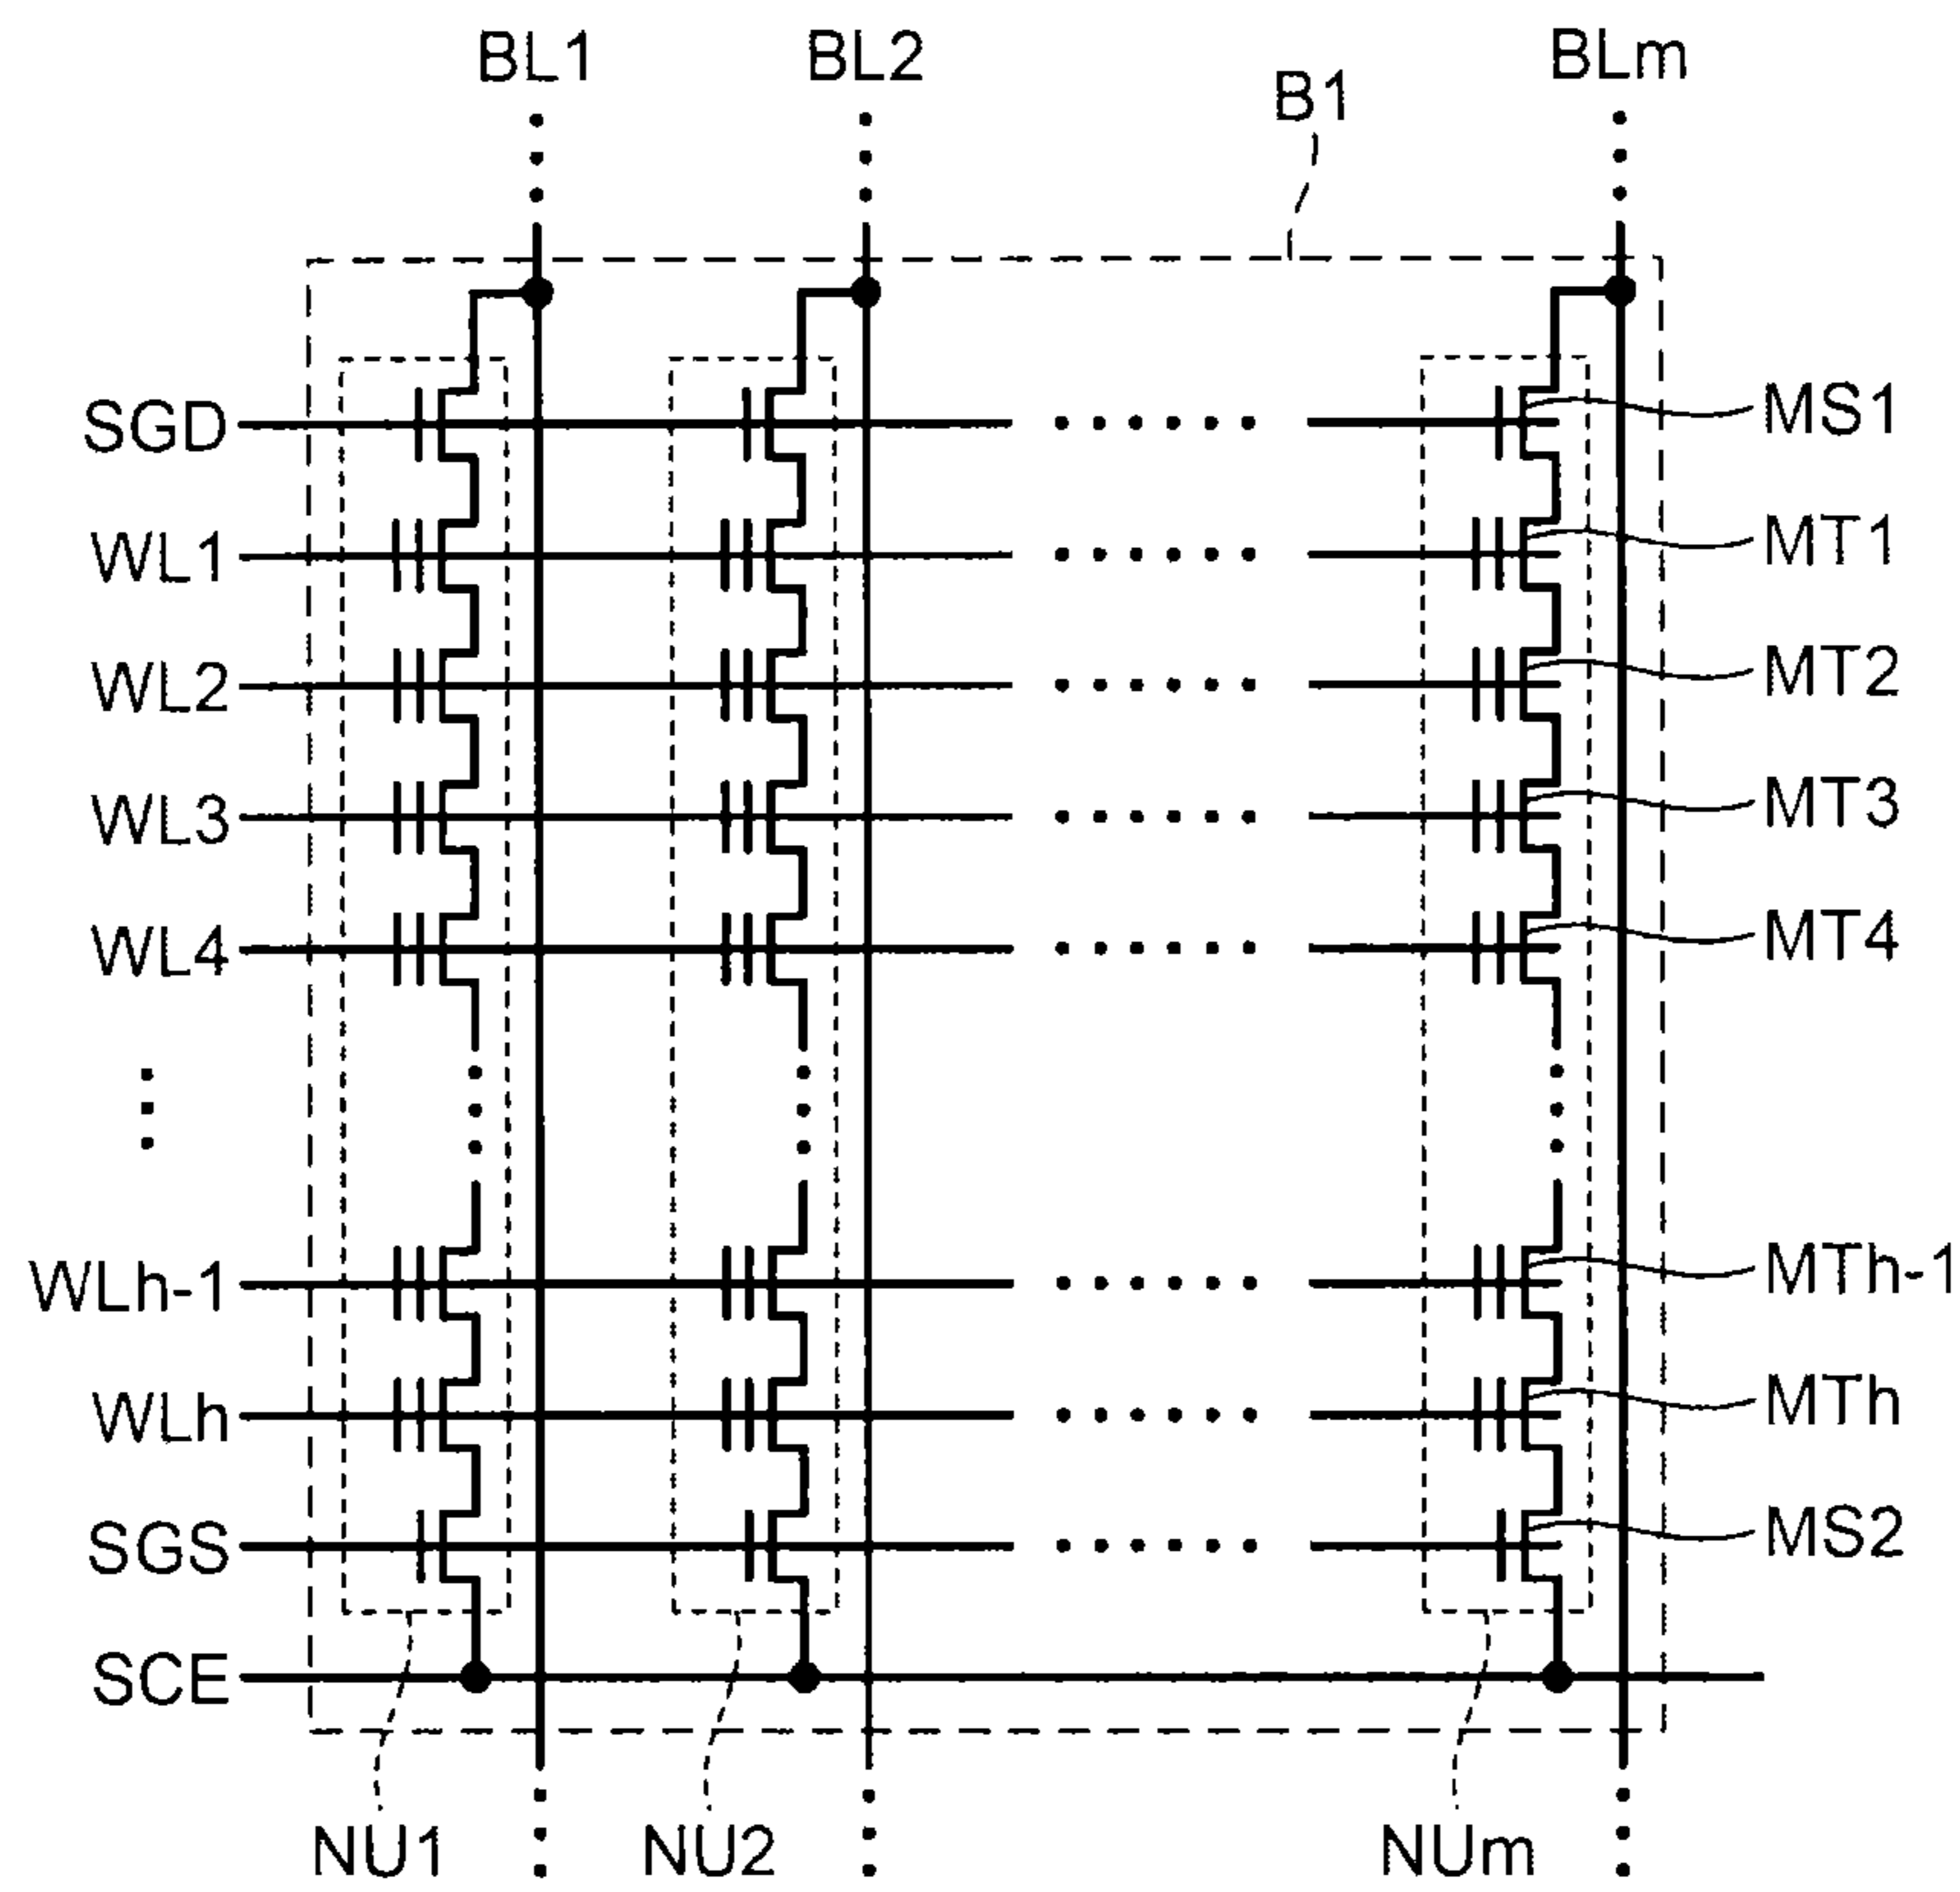 BL1 BL2 B1 BLm
SGD MS1
WL1 MT1
WL2 MT2
WL3 MT3
WL4 MT4
WLh-1 MTh-1
WLh MTh
SGS MS2
SCE
NU1 NU2 NUm